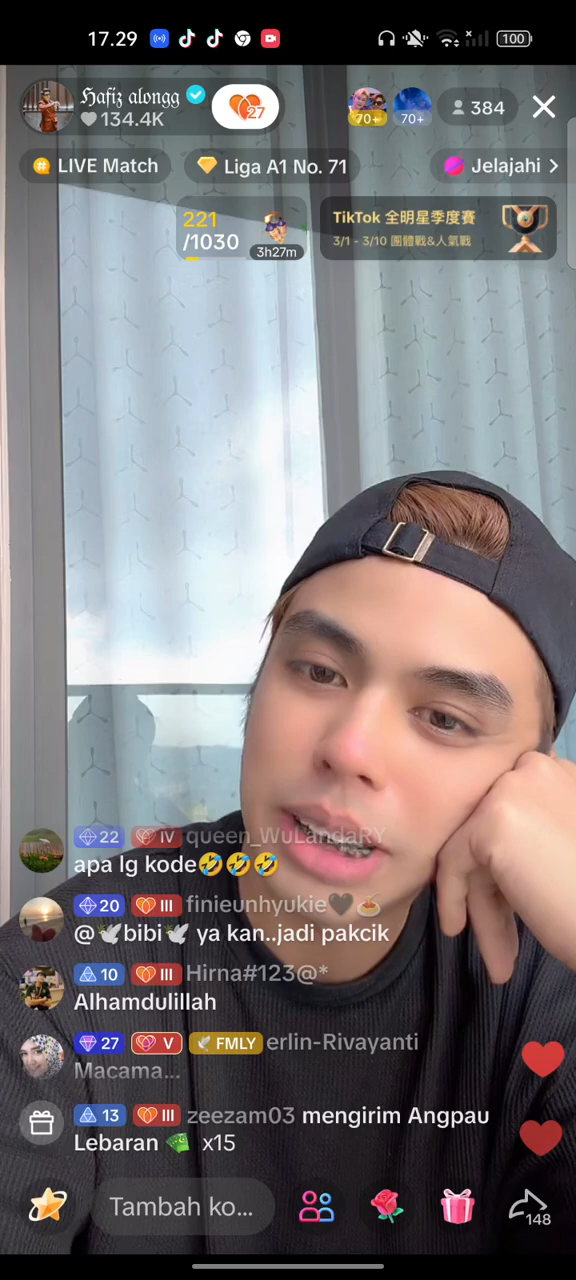 17.29
100
Hafiz alongg
134.4K
27
70+
70+
384
LIVE Match
Liga A1 No. 71
Jelajahi
221
/1030
3h27m
TikTok 全明星季度賽
3/1 - 3/10 團體戰&人氣戰
22 IV queen_WuLandaRY
apa lg kode🤣🤣🤣
20 III finieunhyukie🖤🍝
@🕊bibi🕊 ya kan..jadi pakcik
10 III Hirna#123@*
Alhamdulillah
27 V FMLY erlin-Rivayanti
Macama...
13 III zeezam03 mengirim Angpau
Lebaran x15
Tambah ko...
148